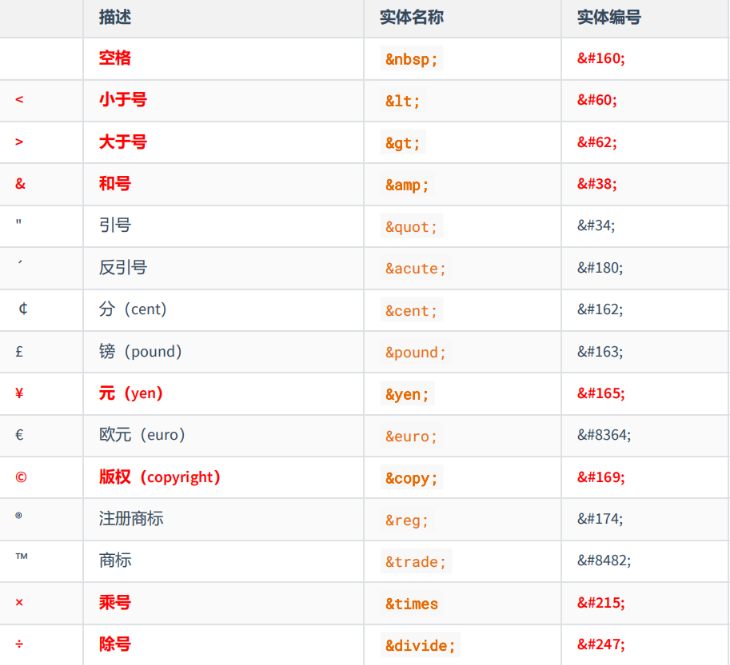 描述 实体名称 实体编号
空格 &nbsp; &#160;
< 小于号 &lt; &#60;
> 大于号 &gt; &#62;
& 和号 &amp; &#38;
" 引号 &quot; &#34;
´ 反引号 &acute; &#180;
¢ 分（cent） &cent; &#162;
£ 镑（pound） &pound; &#163;
¥ 元（yen） &yen; &#165;
€ 欧元（euro） &euro; &#8364;
© 版权（copyright） &copy; &#169;
® 注册商标 &reg; &#174;
™ 商标 &trade; &#8482;
× 乘号 &times &#215;
÷ 除号 &divide; &#247;